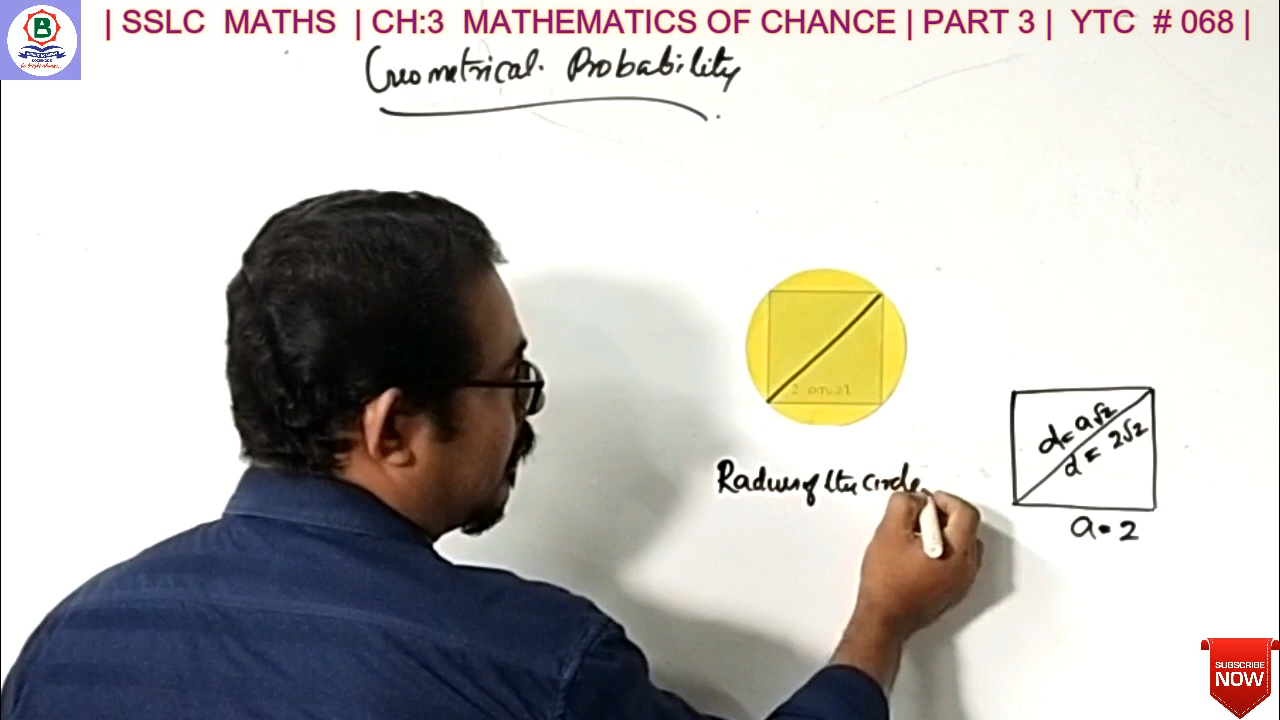 | SSLC MATHS | CH:3 MATHEMATICS OF CHANCE | PART 3 | YTC # 068 |
B
Geometrical Probability
d = a√2
d = 2√2
a = 2
Radius of the circle
SUBSCRIBE
NOW